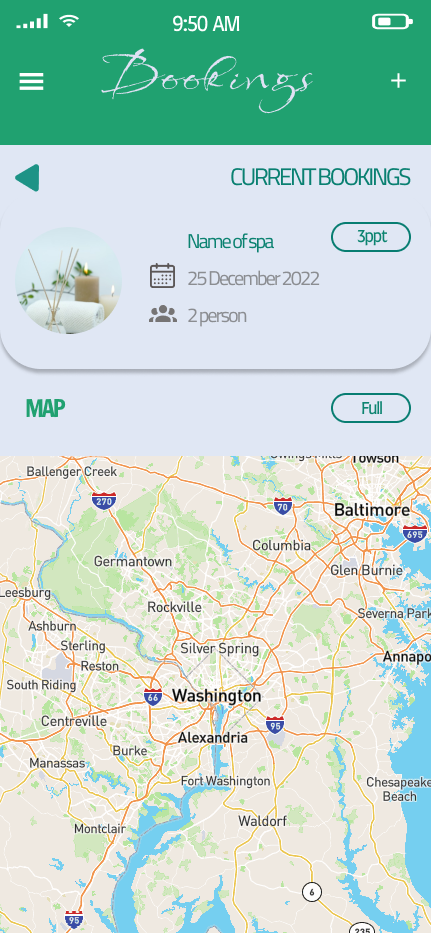 9:50 AM
Bookings
+
CURRENT BOOKINGS
Name of spa
3ppt
25 December 2022
2 person
MAP
Full
Owings Mills
Towson
Ballenger Creek
270
70
Baltimore
695
Columbia
Germantown
Glen Burnie
Leesburg
Rockville
Severna Park
Ashburn
Sterling
Silver Spring
Annapo
Reston
South Riding
66
Washington
Centreville
95
Alexandria
Burke
Manassas
Fort Washington
Chesapeake
Beach
Waldorf
Montclair
6
95
235